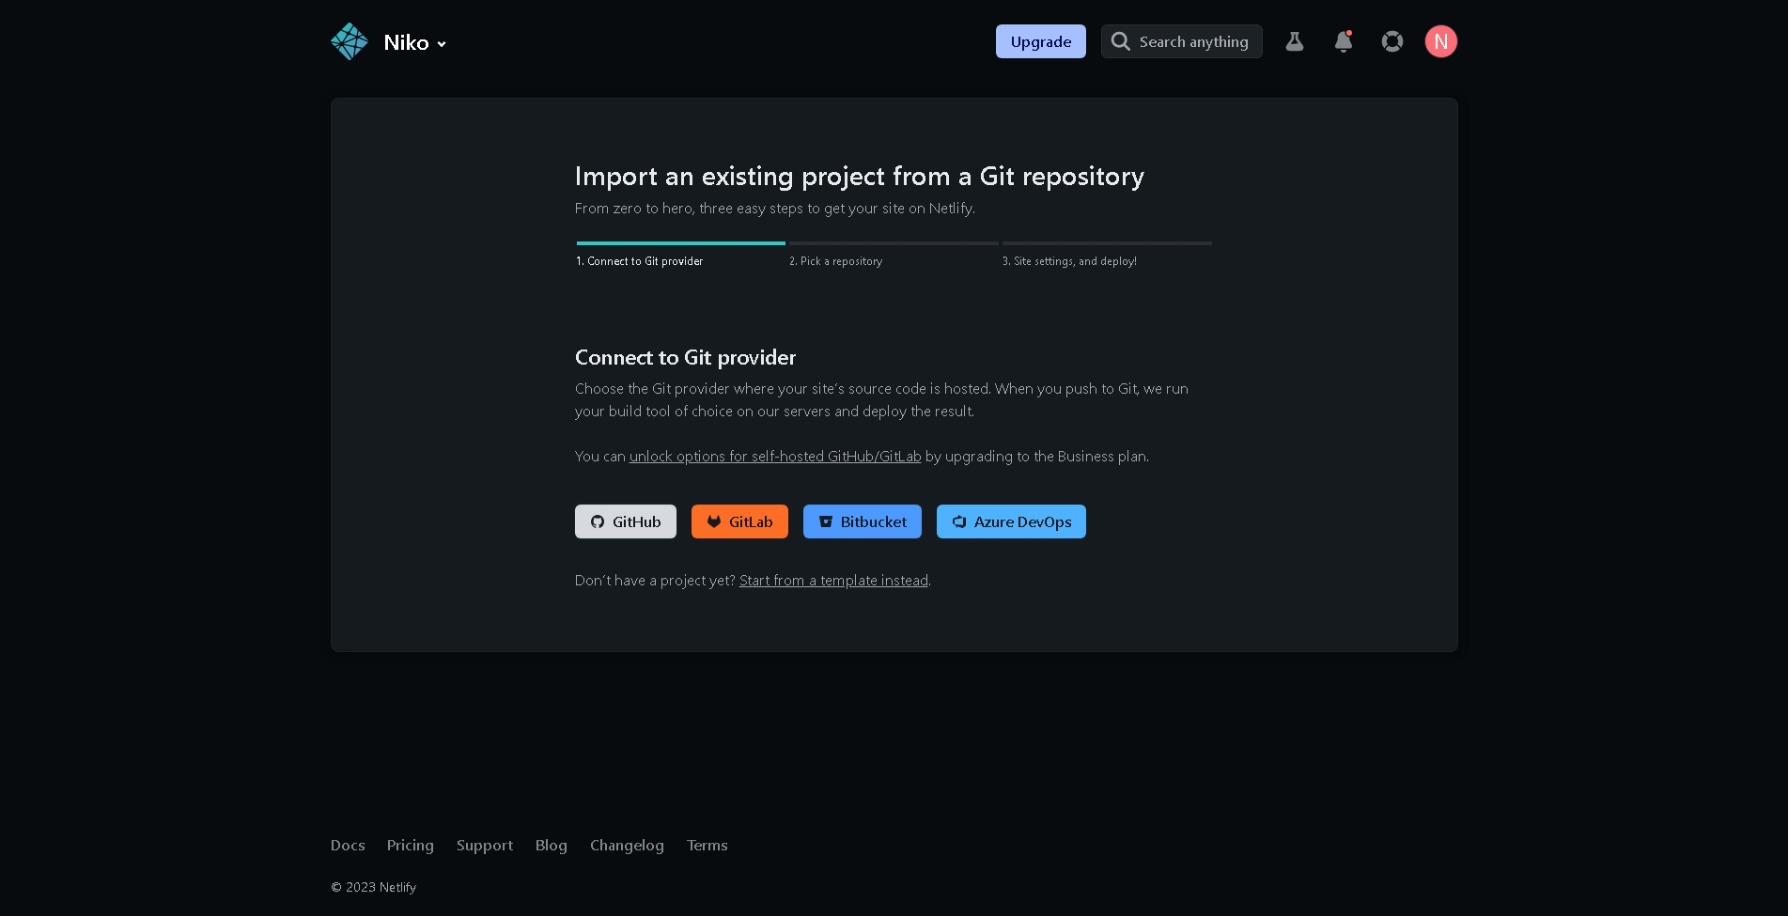 Niko
Upgrade
Search anything
N
Import an existing project from a Git repository
From zero to hero, three easy steps to get your site on Netlify.
1. Connect to Git provider
2. Pick a repository
3. Site settings, and deploy!
Connect to Git provider
Choose the Git provider where your site's source code is hosted. When you push to Git, we run
your build tool of choice on our servers and deploy the result.
You can unlock options for self-hosted GitHub/GitLab by upgrading to the Business plan.
GitHub
GitLab
Bitbucket
Azure DevOps
Don't have a project yet? Start from a template instead.
Docs
Pricing
Support
Blog
Changelog
Terms
© 2023 Netlify